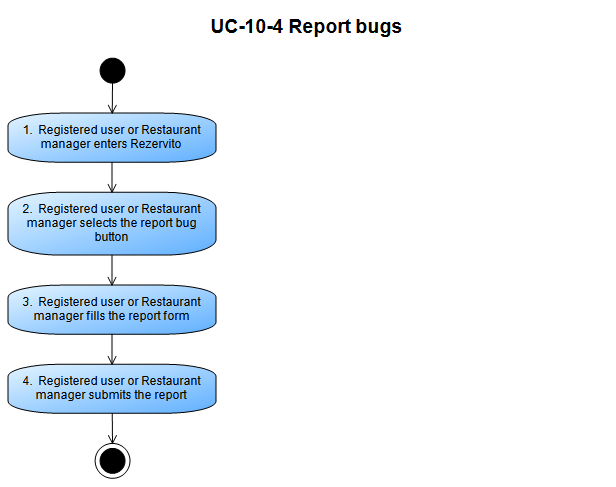 UC-10-4 Report bugs
1. Registered user or Restaurant
manager enters Rezervito
2. Registered user or Restaurant
manager selects the report bug
button
3. Registered user or Restaurant
manager fills the report form
4. Registered user or Restaurant
manager submits the report